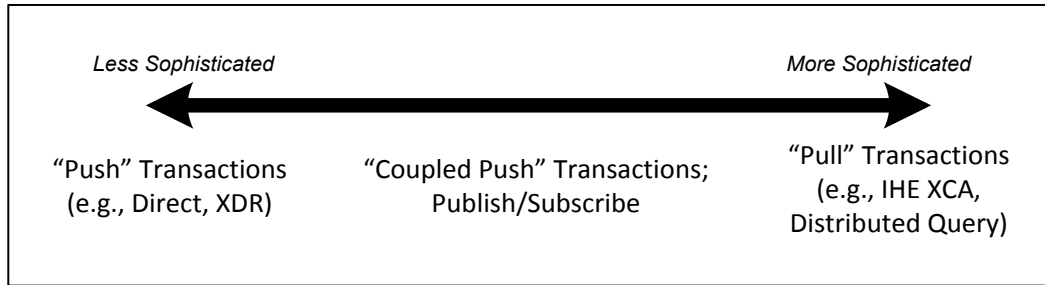 Less Sophisticated
More Sophisticated
“Push” Transactions
(e.g., Direct, XDR)
“Coupled Push” Transactions;
Publish/Subscribe
“Pull” Transactions
(e.g., IHE XCA,
Distributed Query)